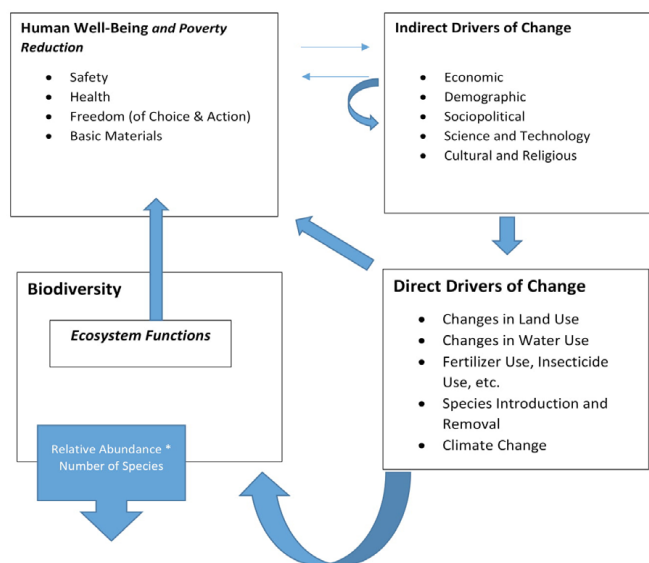 Human Well-Being and Poverty
Reduction
• Safety
• Health
• Freedom (of Choice & Action)
• Basic Materials
Indirect Drivers of Change
• Economic
• Demographic
• Sociopolitical
• Science and Technology
• Cultural and Religious
Biodiversity
Ecosystem Functions
Relative Abundance *
Number of Species
Direct Drivers of Change
• Changes in Land Use
• Changes in Water Use
• Fertilizer Use, Insecticide
Use, etc.
• Species Introduction and
Removal
• Climate Change